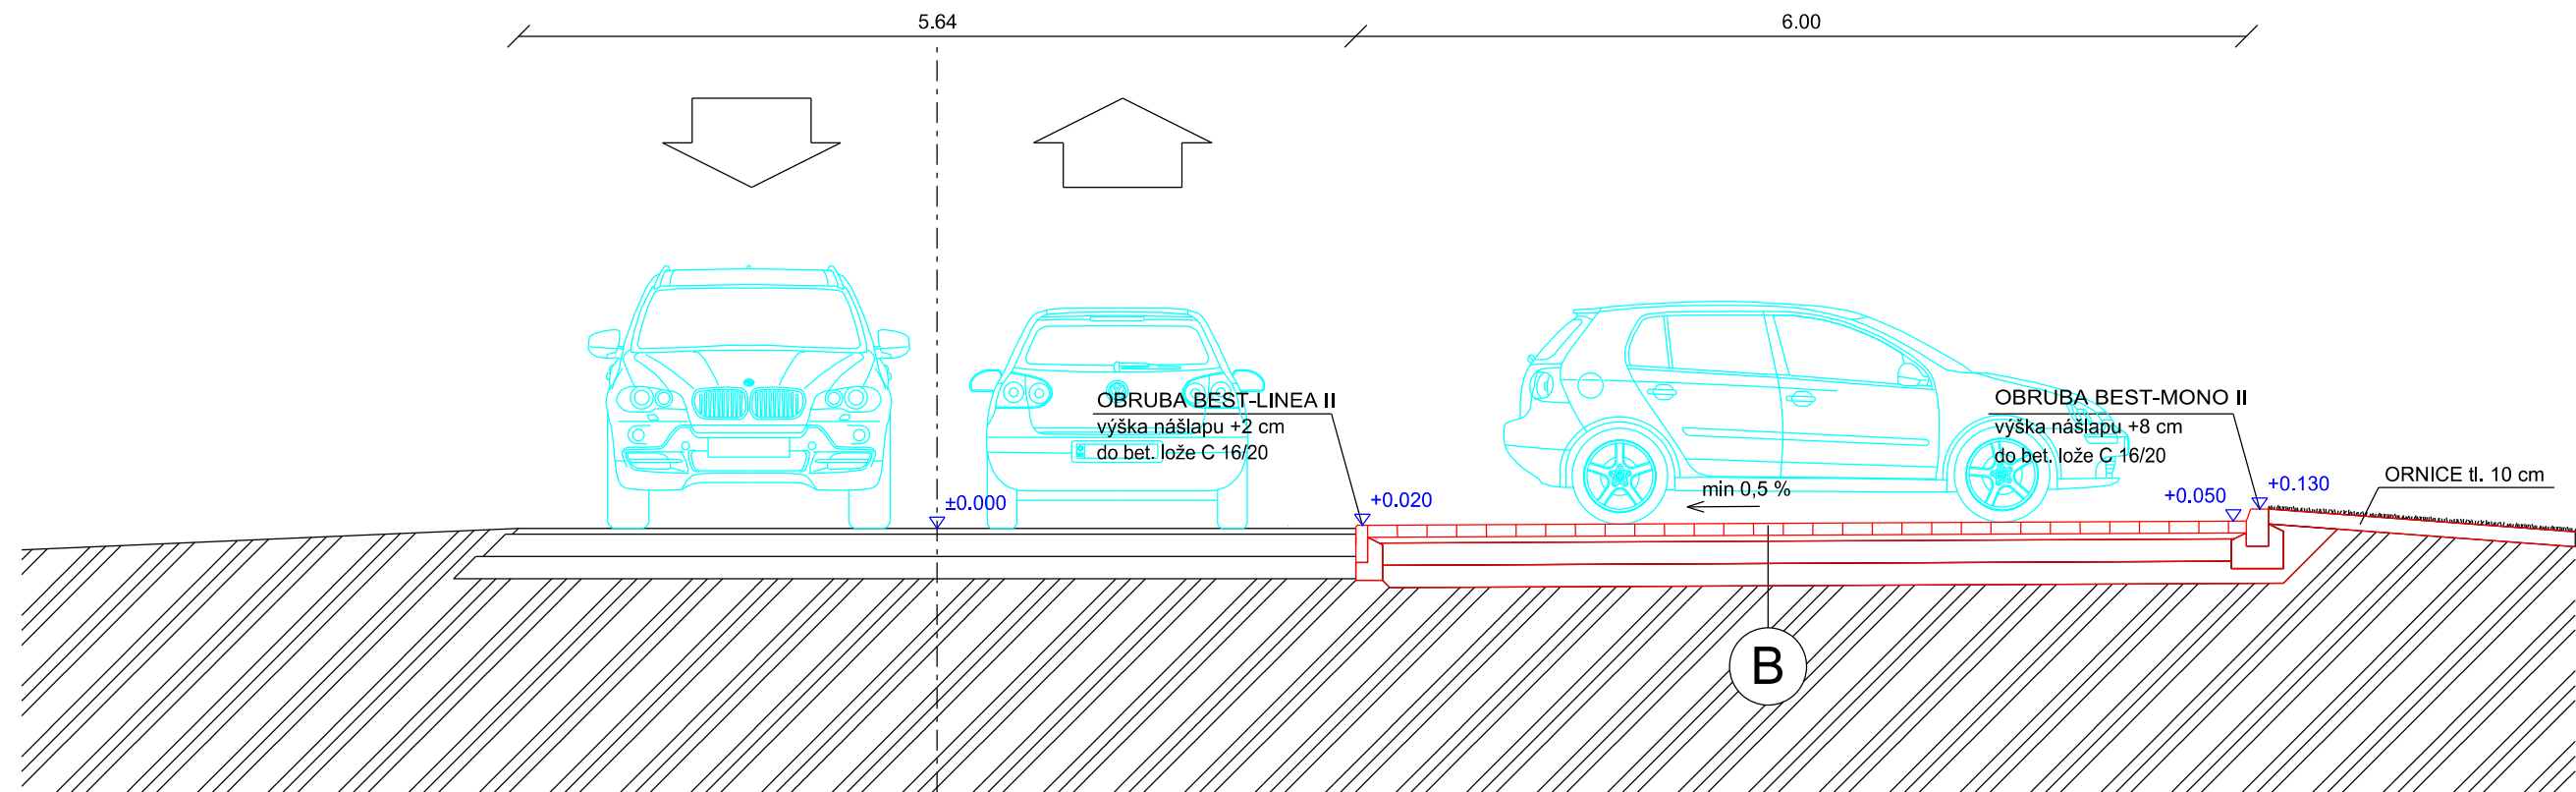 5.64
6.00
OBRUBA BEST-LINEA II
výška nášlapu +2 cm
do bet. lože C 16/20
OBRUBA BEST-MONO II
výška nášlapu +8 cm
do bet. lože C 16/20
ORNICE tl. 10 cm
±0.000
+0.020
min 0,5 %
+0.050
+0.130
B